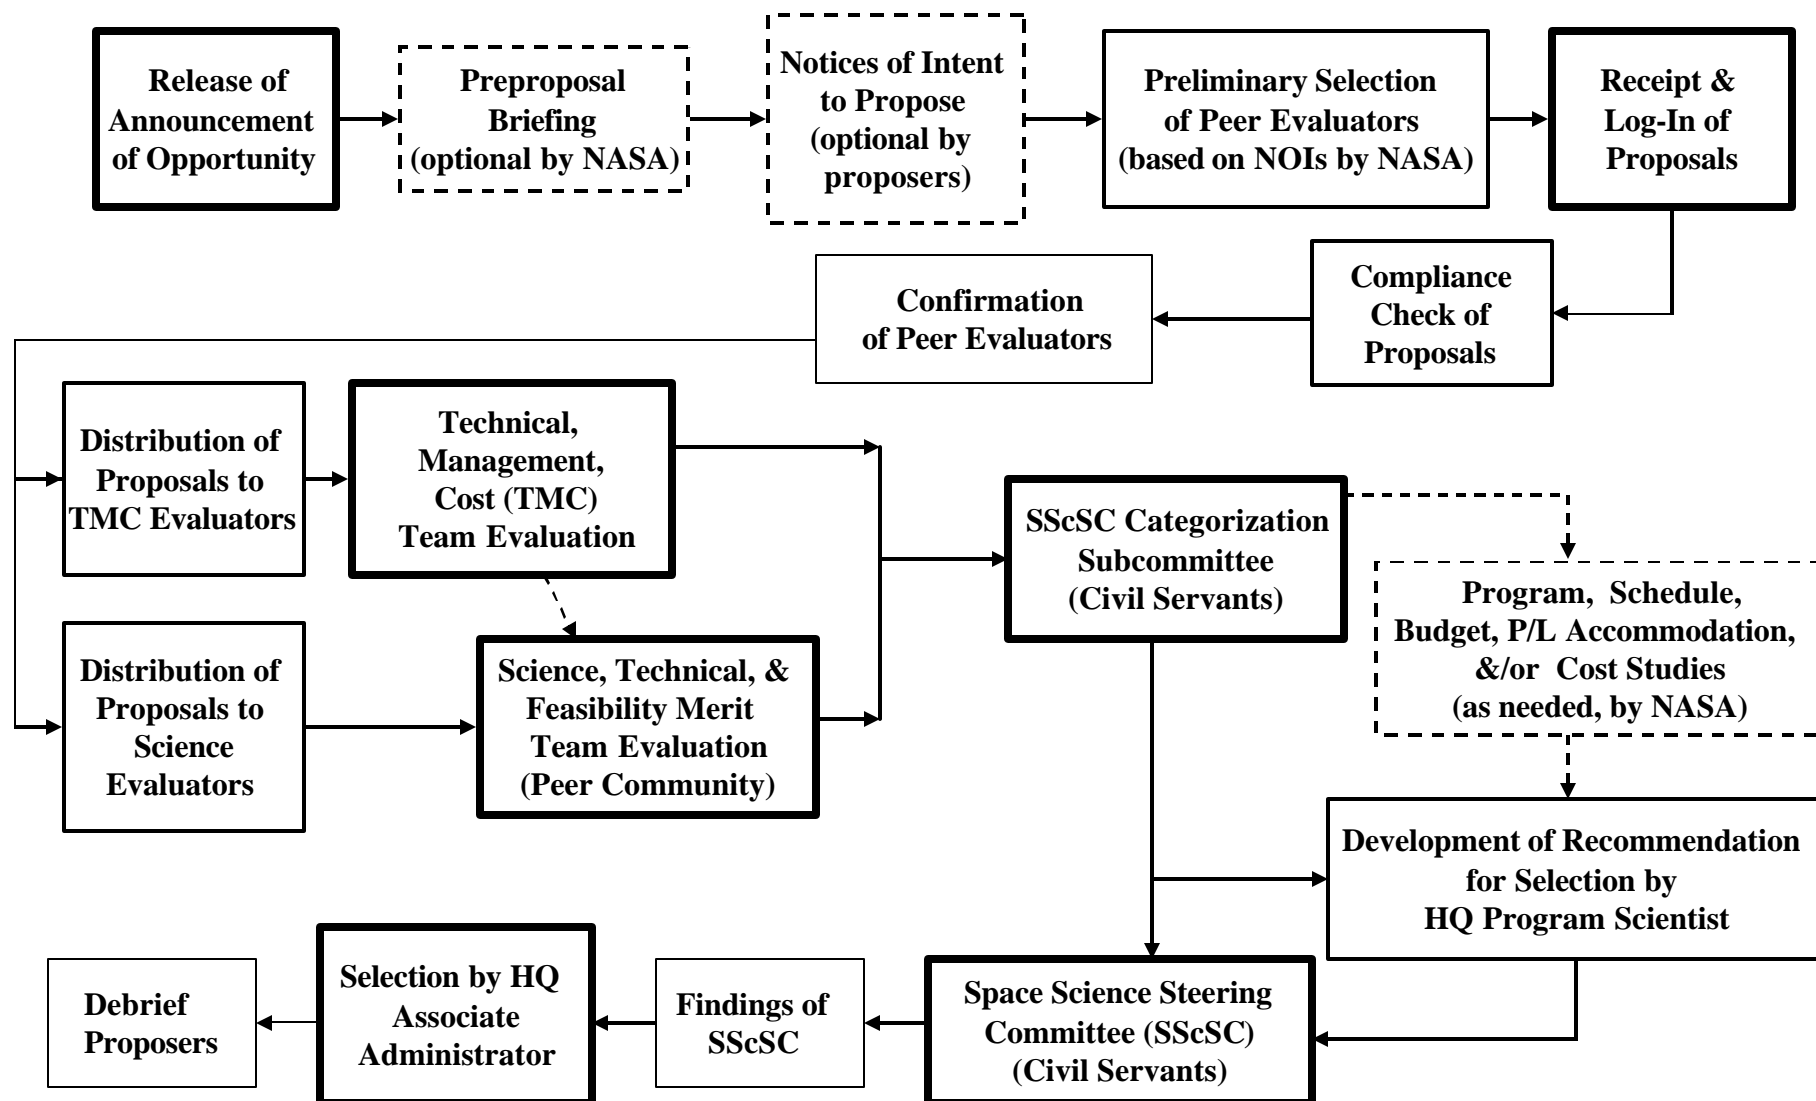 Release of
Announcement
of Opportunity
Preproposal
Briefing
(optional by NASA)
Notices of Intent
to Propose
(optional by
proposers)
Preliminary Selection
of Peer Evaluators
(based on NOIs by NASA)
Receipt &
Log-In of
Proposals
Compliance
Check of
Proposals
Confirmation
of Peer Evaluators
Distribution of
Proposals to
TMC Evaluators
Technical,
Management,
Cost (TMC)
Team Evaluation
Distribution of
Proposals to
Science
Evaluators
Science, Technical, &
Feasibility Merit
Team Evaluation
(Peer Community)
SScSC Categorization
Subcommittee
(Civil Servants)
Program, Schedule,
Budget, P/L Accommodation,
&/or Cost Studies
(as needed, by NASA)
Development of Recommendation
for Selection by
HQ Program Scientist
Space Science Steering
Committee (SScSC)
(Civil Servants)
Findings of
SScSC
Selection by HQ
Associate
Administrator
Debrief
Proposers